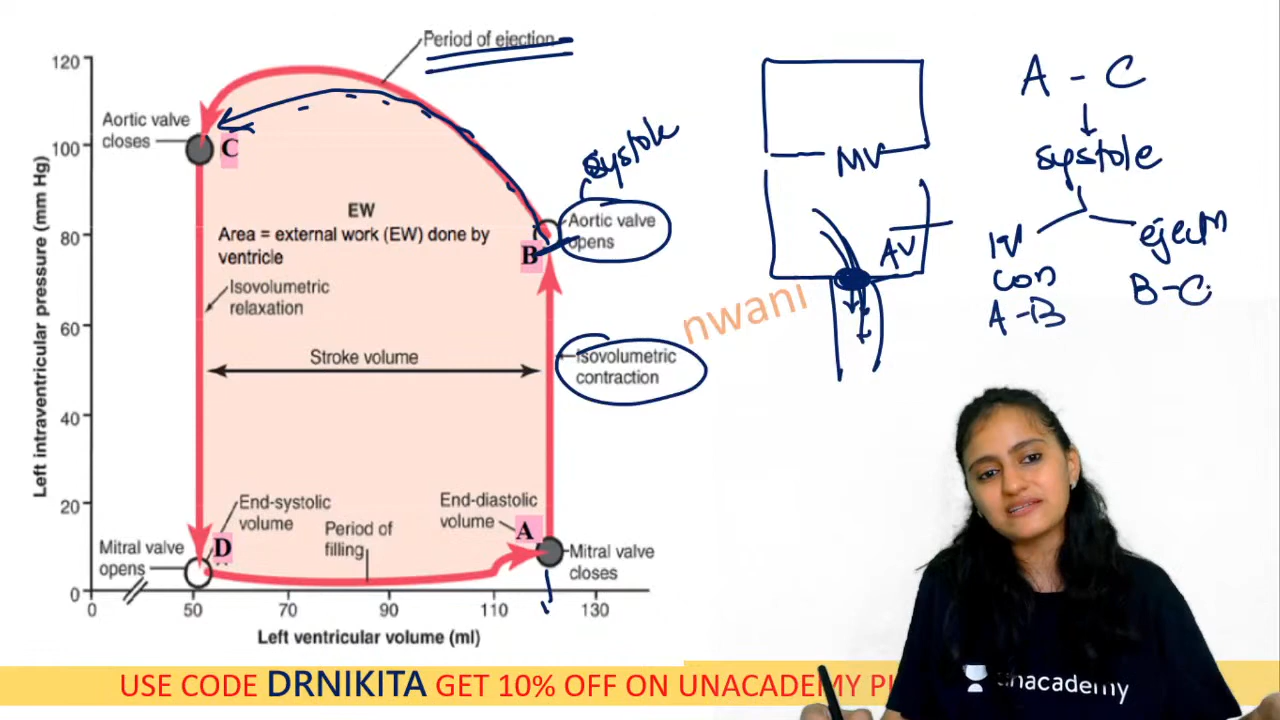 Period of ejection
120
Aortic valve
closes
C
100
systole
A - C
systole
MV
ejectn
B-C
con
A-B
AV
Aortic valve
opens
B
80
EW
Area = external work (EW) done by
ventricle
Isovolumetric
relaxation
nwani
60
Stroke volume
Isovolumetric
contraction
40
20
End-systolic
volume
End-diastolic
volume
A
Period of
filling
D
Mitral valve
opens
Mitral valve
closes
0
0
50
70
90
110
130
Left intraventricular pressure (mm Hg)
Left ventricular volume (ml)
unacademy
USE CODE DRNIKITA GET 10% OFF ON UNACADEMY